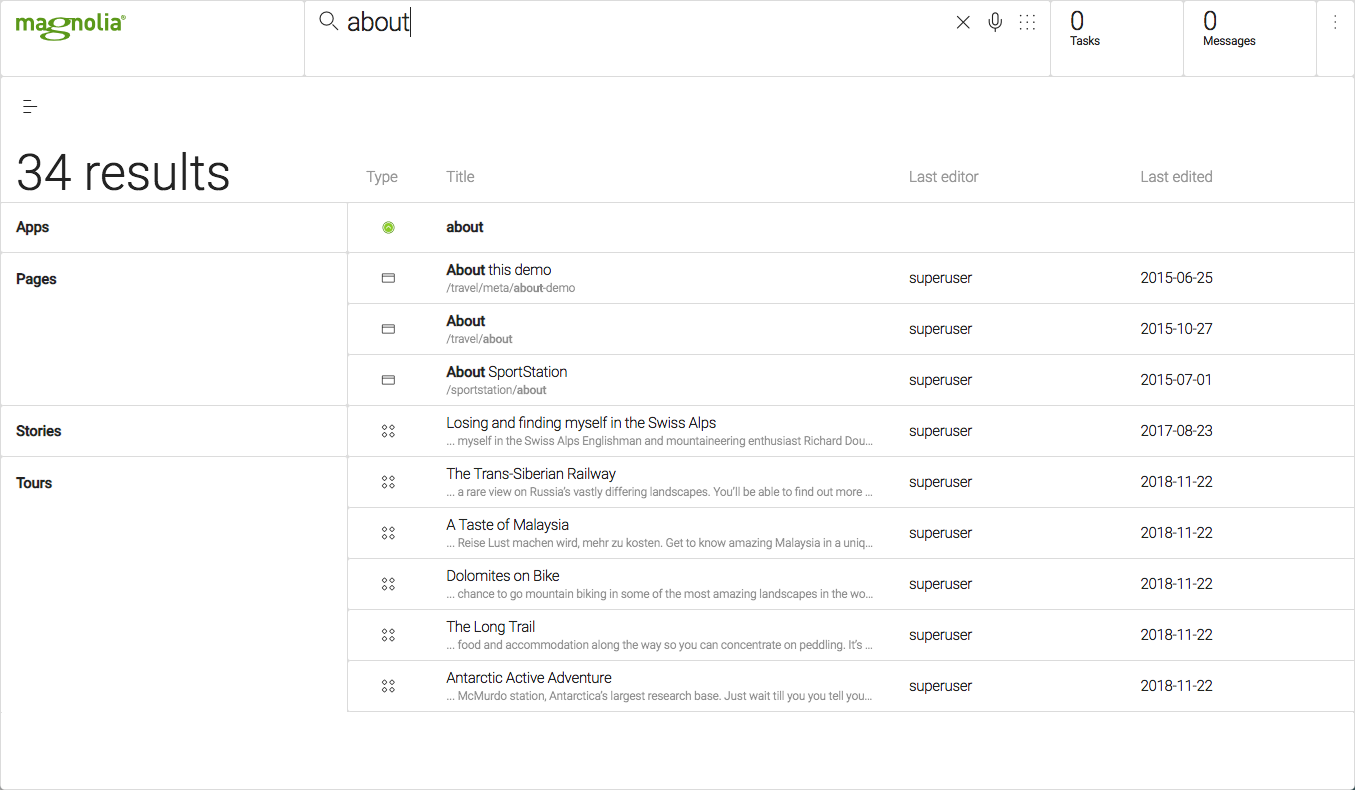 magnolia®
about
0
Tasks
0
Messages
34 results
Type Title Last editor Last edited
Apps
about
Pages
About this demo
/travel/meta/about-demo
superuser 2015-06-25
About
/travel/about
superuser 2015-10-27
About SportStation
/sportstation/about
superuser 2015-07-01
Stories
Losing and finding myself in the Swiss Alps
... myself in the Swiss Alps Englishman and mountaineering enthusiast Richard Dou...
superuser 2017-08-23
Tours
The Trans-Siberian Railway
... a rare view on Russia's vastly differing landscapes. You'll be able to find out more ...
superuser 2018-11-22
A Taste of Malaysia
... Reise Lust machen wird, mehr zu kosten. Get to know amazing Malaysia in a uniq...
superuser 2018-11-22
Dolomites on Bike
... chance to go mountain biking in some of the most amazing landscapes in the wo...
superuser 2018-11-22
The Long Trail
... food and accommodation along the way so you can concentrate on peddling. It's ...
superuser 2018-11-22
Antarctic Active Adventure
... McMurdo station, Antarctica's largest research base. Just wait till you you tell you...
superuser 2018-11-22